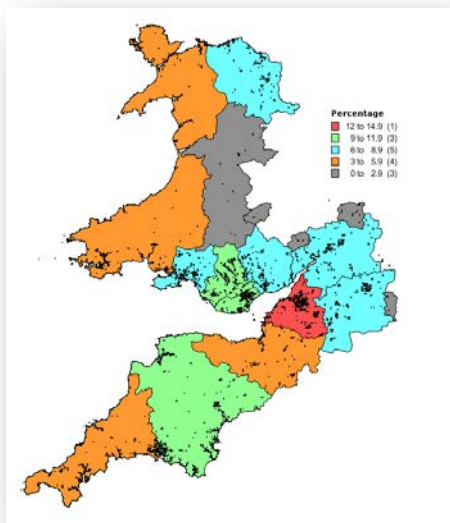 Percentage
12 to 14.9 (1)
9 to 11.9 (3)
6 to 8.9 (5)
3 to 5.9 (4)
0 to 2.9 (3)